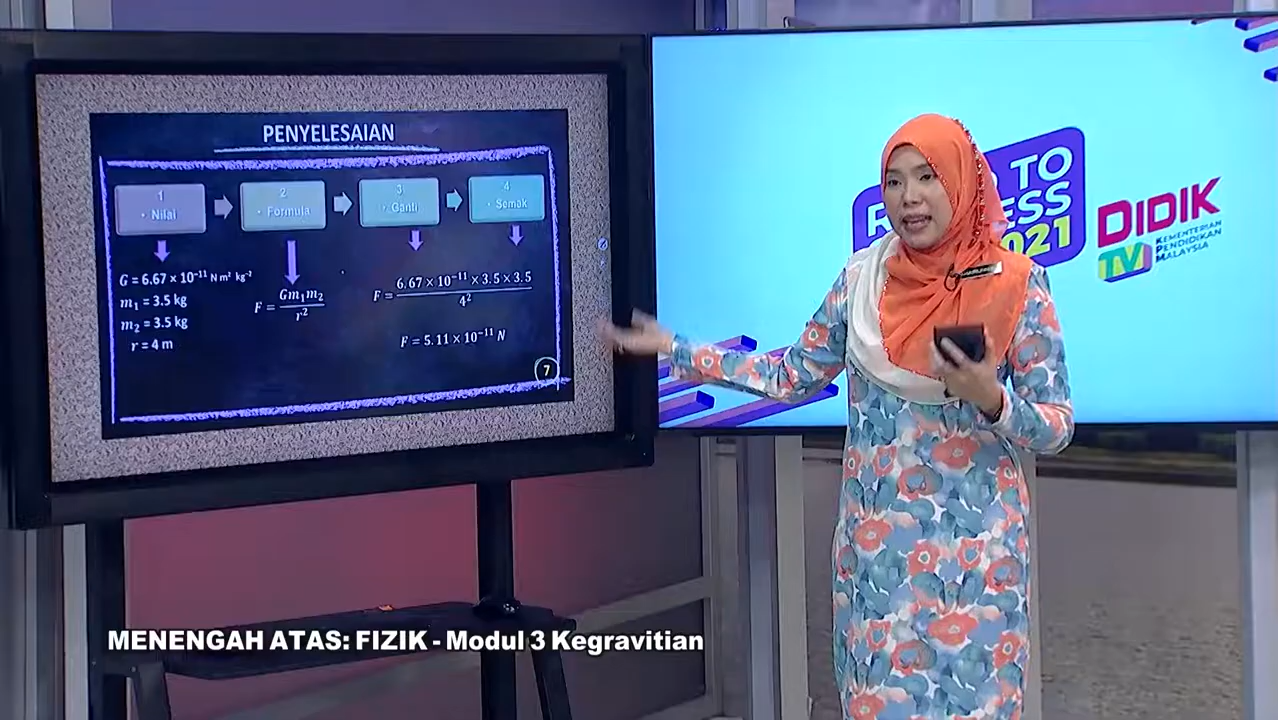 PENYELESAIAN
1
• Nilai
2
• Formula
3
• Ganti
4
• Semak
G = 6.67 × 10⁻¹¹ N m² kg⁻²
m₁ = 3.5 kg
m₂ = 3.5 kg
r = 4 m
F = Gm₁m₂ / r²
F = 6.67 × 10⁻¹¹ × 3.5 × 3.5 / 4²
F = 5.11 × 10⁻¹¹ N
7
TO
ESS
2021
DIDIK
TV
KEMENTERIAN
PENDIDIKAN
MALAYSIA
MENENGAH ATAS: FIZIK - Modul 3 Kegravitian